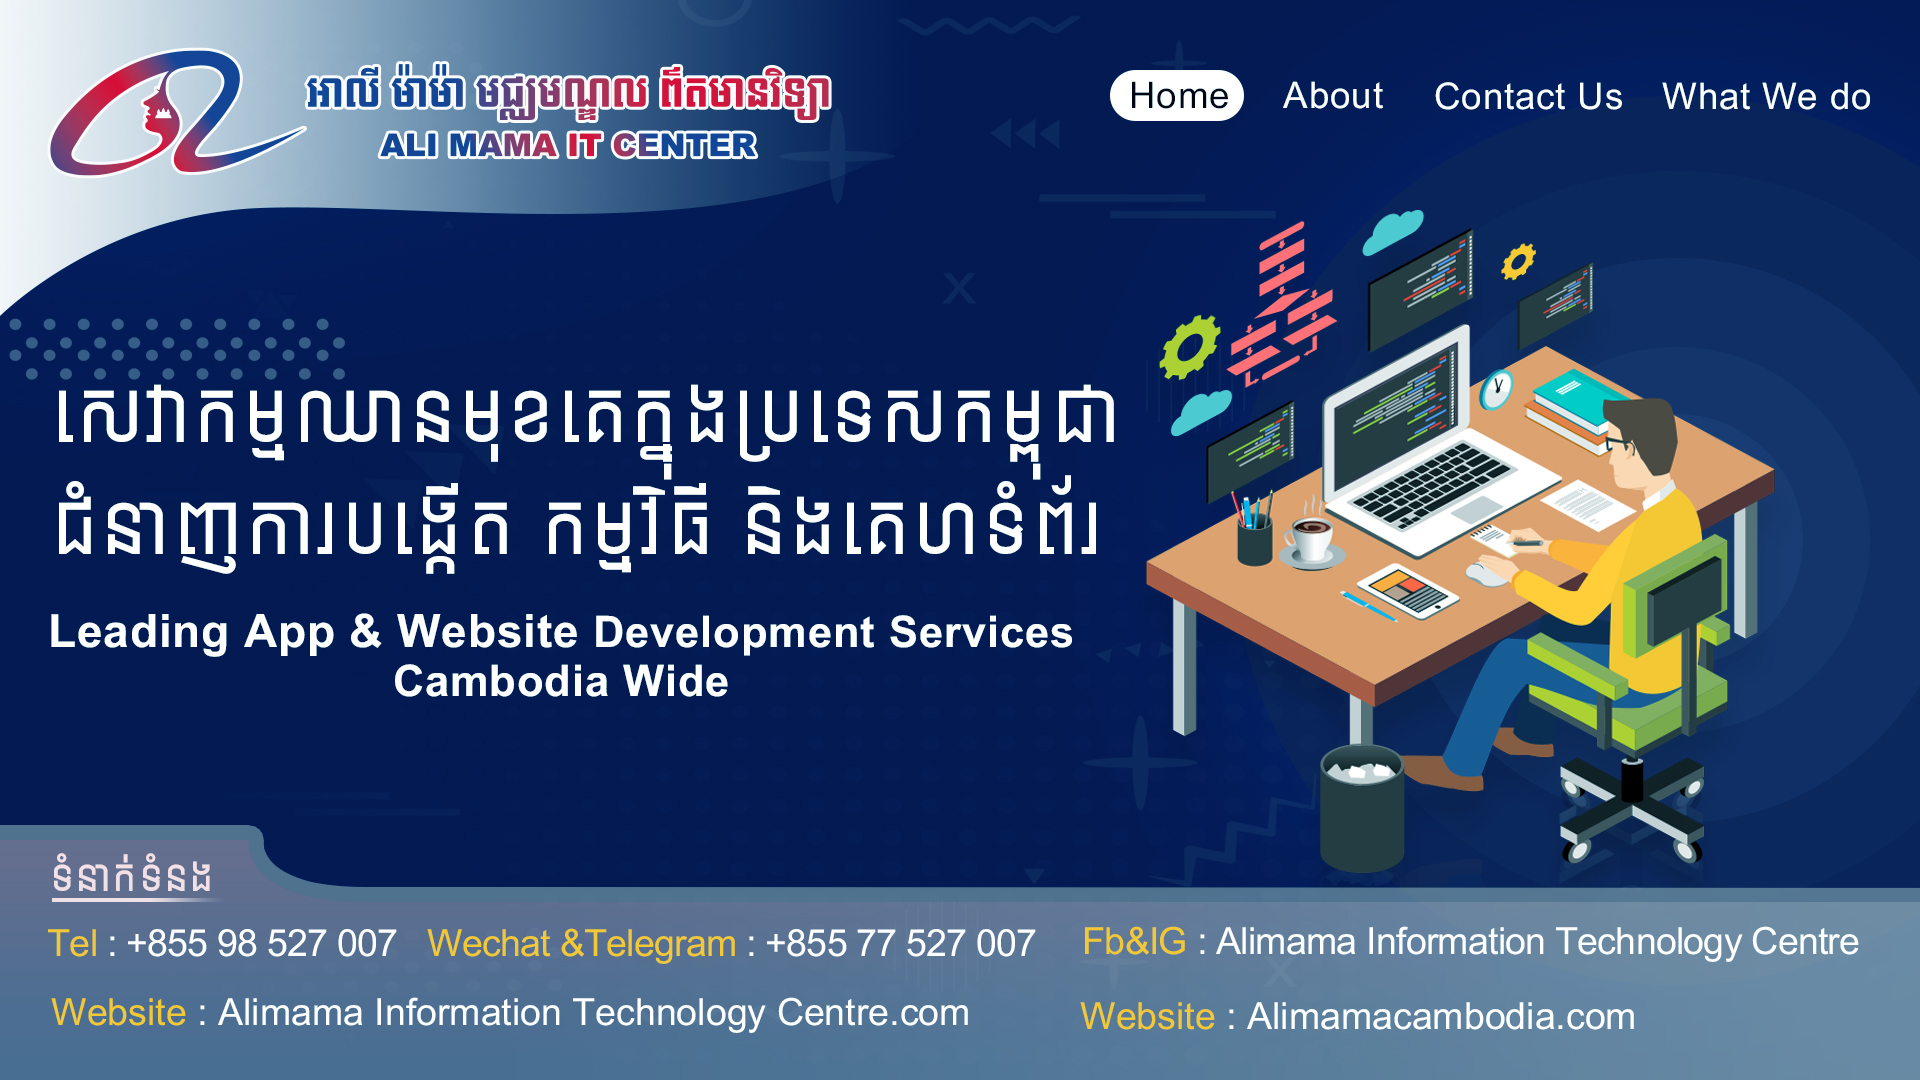 អាលី ម៉ាម៉ា មជ្ឈមណ្ឌល ព័ត៌មានវិទ្យា
ALI MAMA IT CENTER
Home About Contact Us What We do
សេវាកម្មឈានមុខគេក្នុងប្រទេសកម្ពុជា
ជំនាញការបង្កើត កម្មវិធី និងគេហទំព័រ
Leading App & Website Development Services
Cambodia Wide
ទំនាក់ទំនង
Tel : +855 98 527 007 Wechat &Telegram : +855 77 527 007 Fb&IG : Alimama Information Technology Centre
Website : Alimama Information Technology Centre.com Website : Alimamacambodia.com